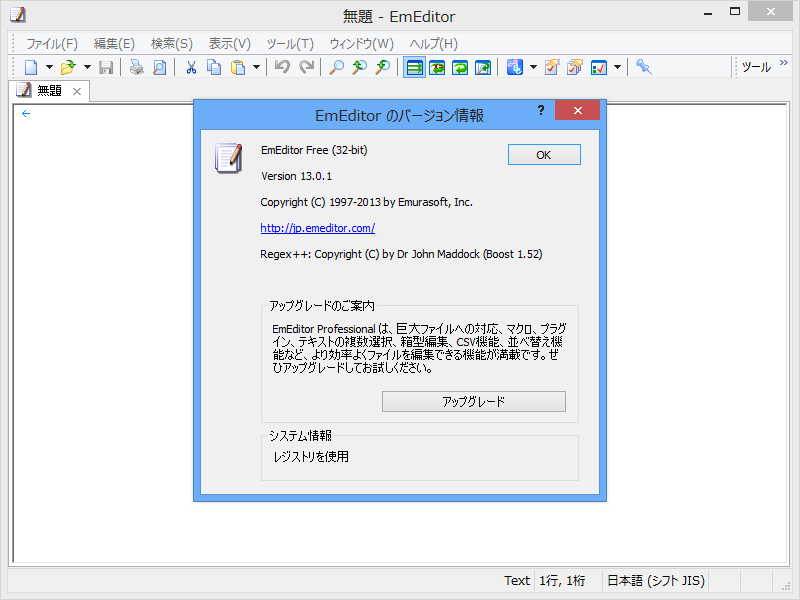 無題 - EmEditor
ファイル(F) 編集(E) 検索(S) 表示(V) ツール(T) ウィンドウ(W) ヘルプ(H)
ツール »
無題 ×
←
EmEditor のバージョン情報 ?
EmEditor Free (32-bit)
OK
Version 13.0.1
Copyright (C) 1997-2013 by Emurasoft, Inc.
http://jp.emeditor.com/
Regex++: Copyright (C) by Dr John Maddock (Boost 1.52)
アップグレードのご案内
EmEditor Professional は、巨大ファイルへの対応、マクロ、プラグ
イン、テキストの複数選択、箱型編集、CSV機能、並べ替え機
能など、より効率よくファイルを編集できる機能が満載です。ぜ
ひアップグレードしてお試しください。
アップグレード
システム情報
レジストリを使用
Text 1行, 1桁 日本語 (シフト JIS)